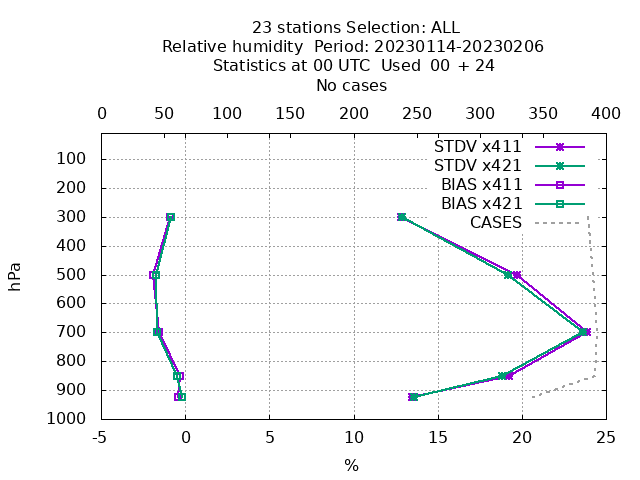 23 stations Selection: ALL
Relative humidity  Period: 20230114-20230206
Statistics at 00 UTC  Used  00 + 24
No cases
0 50 100 150 200 250 300 350 400
STDV x411
STDV x421
BIAS x411
BIAS x421
CASES
hPa
100
200
300
400
500
600
700
800
900
1000
-5 0 5 10 15 20 25
%